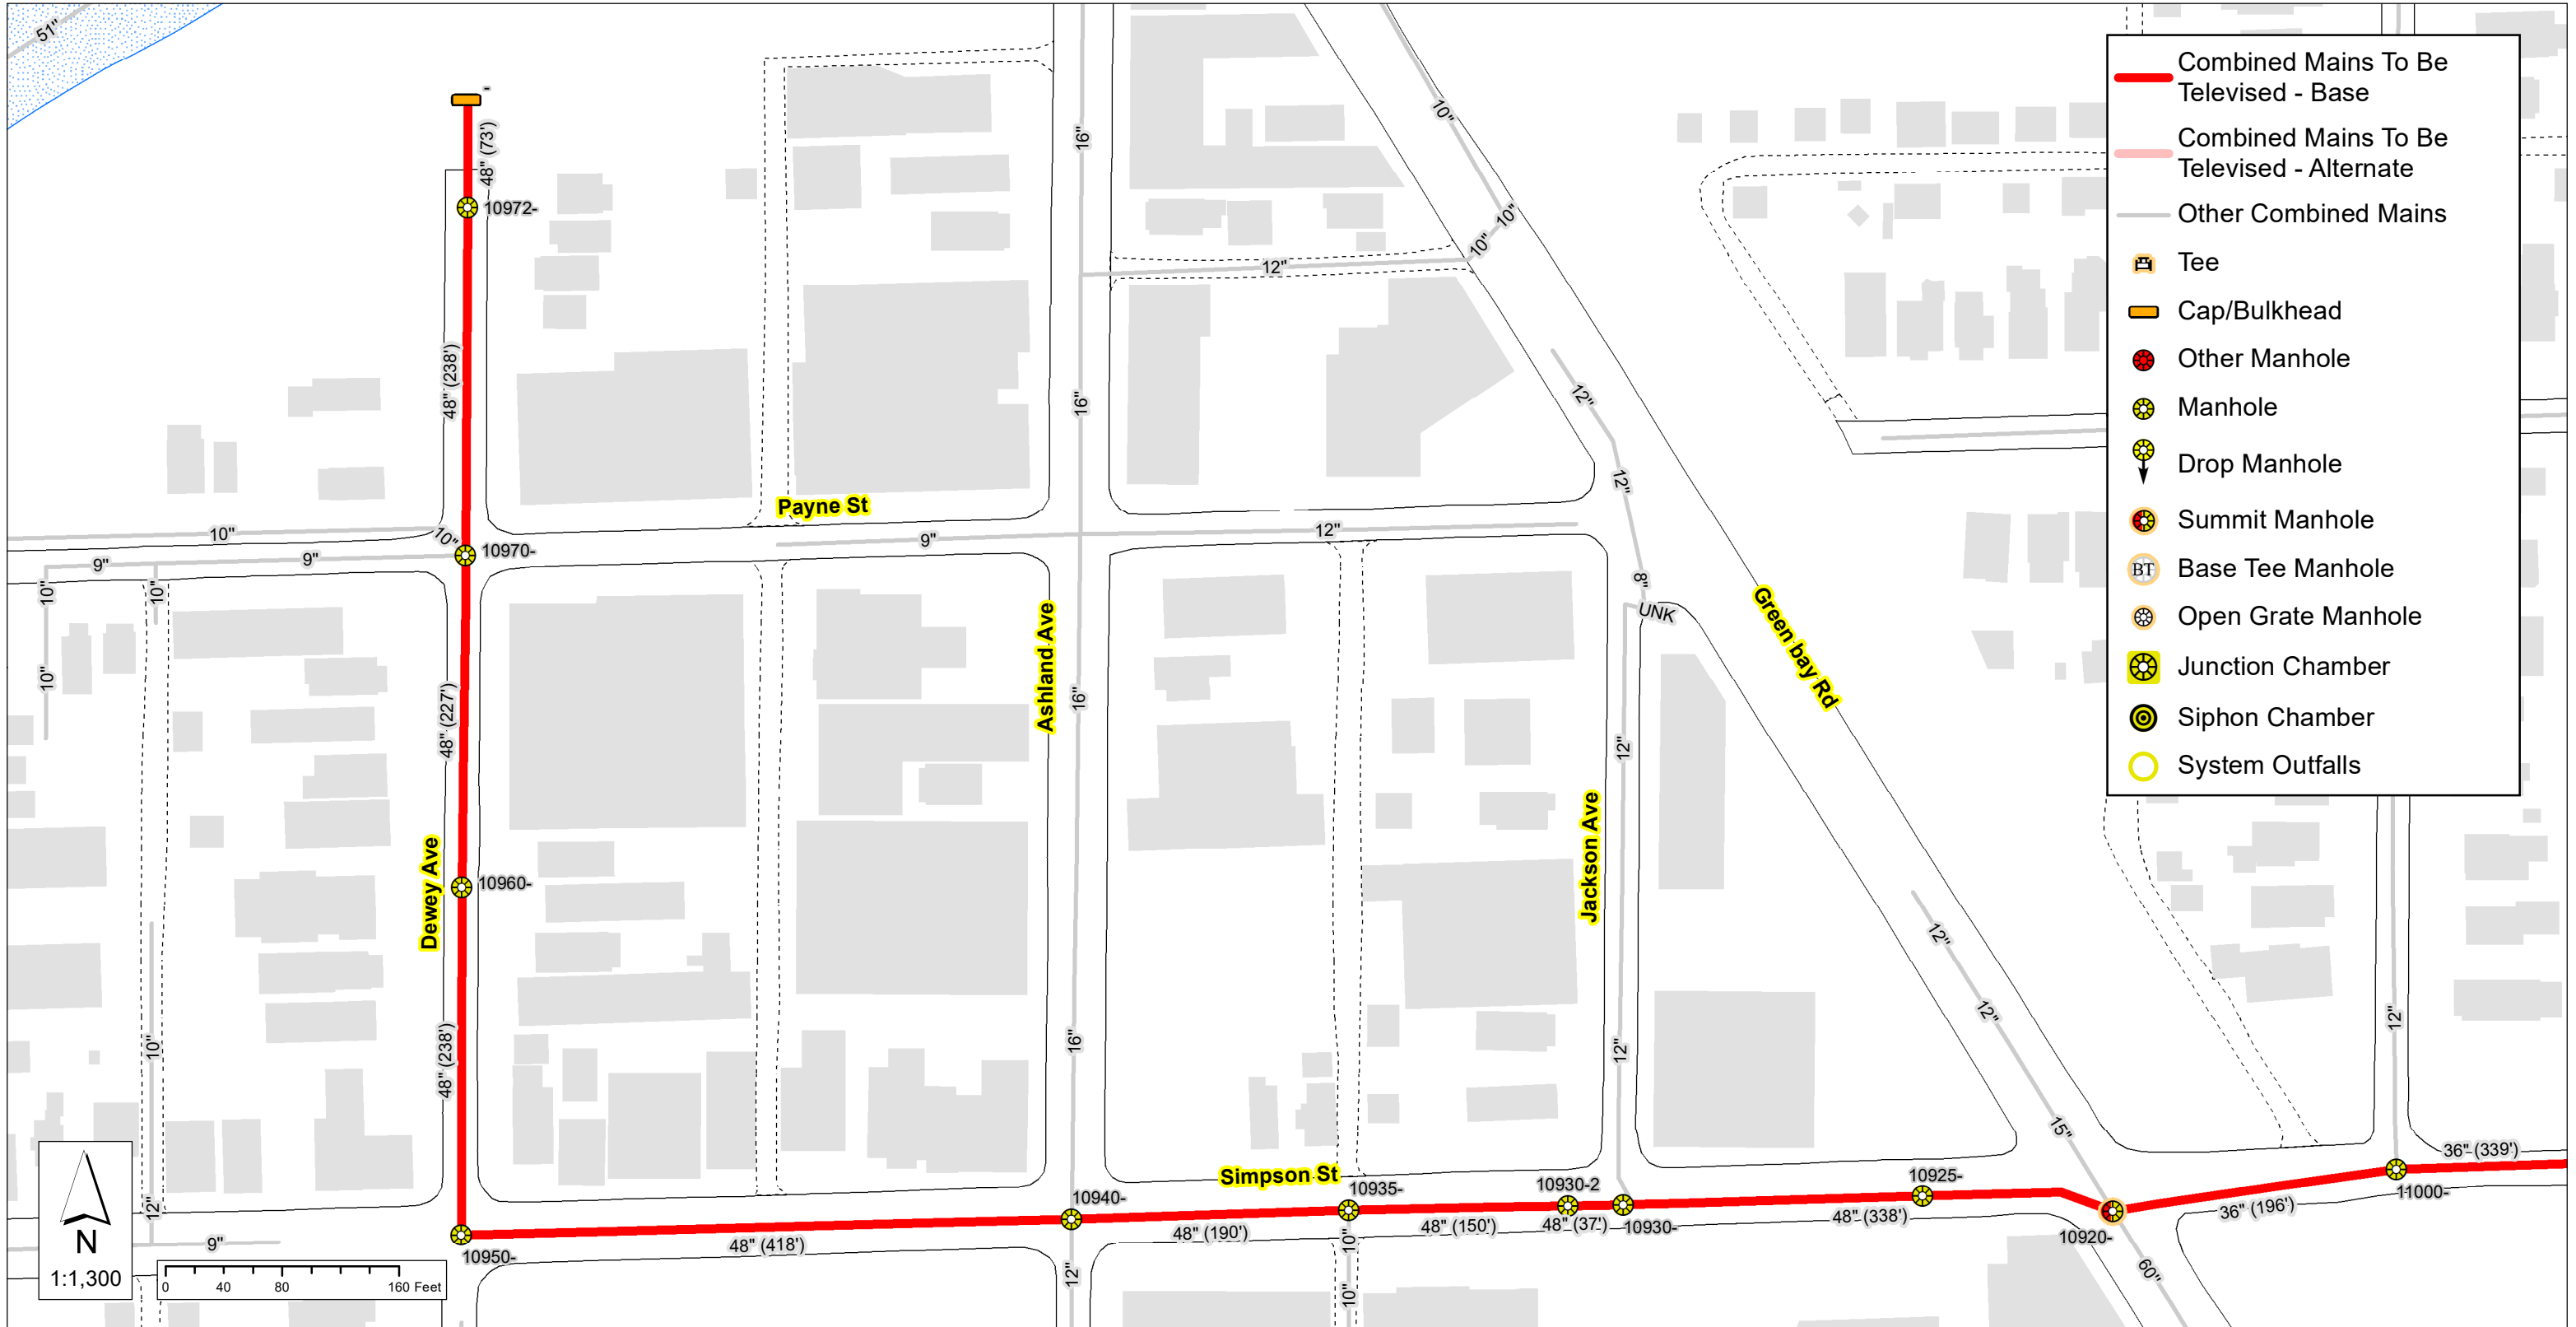 51"
-
48" (73')
10972-
48" (238')
10"
10"
9"
9"
10"
10"
10"
10970-
10"
48" (227')
Dewey Ave
10960-
48" (238')
10"
12"
9"
10950-
N
1:1,300
0 40 80 160 Feet
16"
16"
Payne St
9"
12"
Ashland Ave
16"
16"
10"
10"
10"
12"
12"
12"
8"
UNK
Green bay Rd
12"
Jackson Ave
12"
12"
12"
15"
12"
Simpson St
48" (418')
10940-
12"
48" (190')
10935-
10"
10"
48" (150')
10930-2
48" (37')
10930-
48" (338')
10925-
10920-
60"
36" (196')
11000-
36" (339')
Combined Mains To Be
Televised - Base
Combined Mains To Be
Televised - Alternate
Other Combined Mains
Tee
Cap/Bulkhead
Other Manhole
Manhole
Drop Manhole
Summit Manhole
BT
Base Tee Manhole
Open Grate Manhole
Junction Chamber
Siphon Chamber
System Outfalls